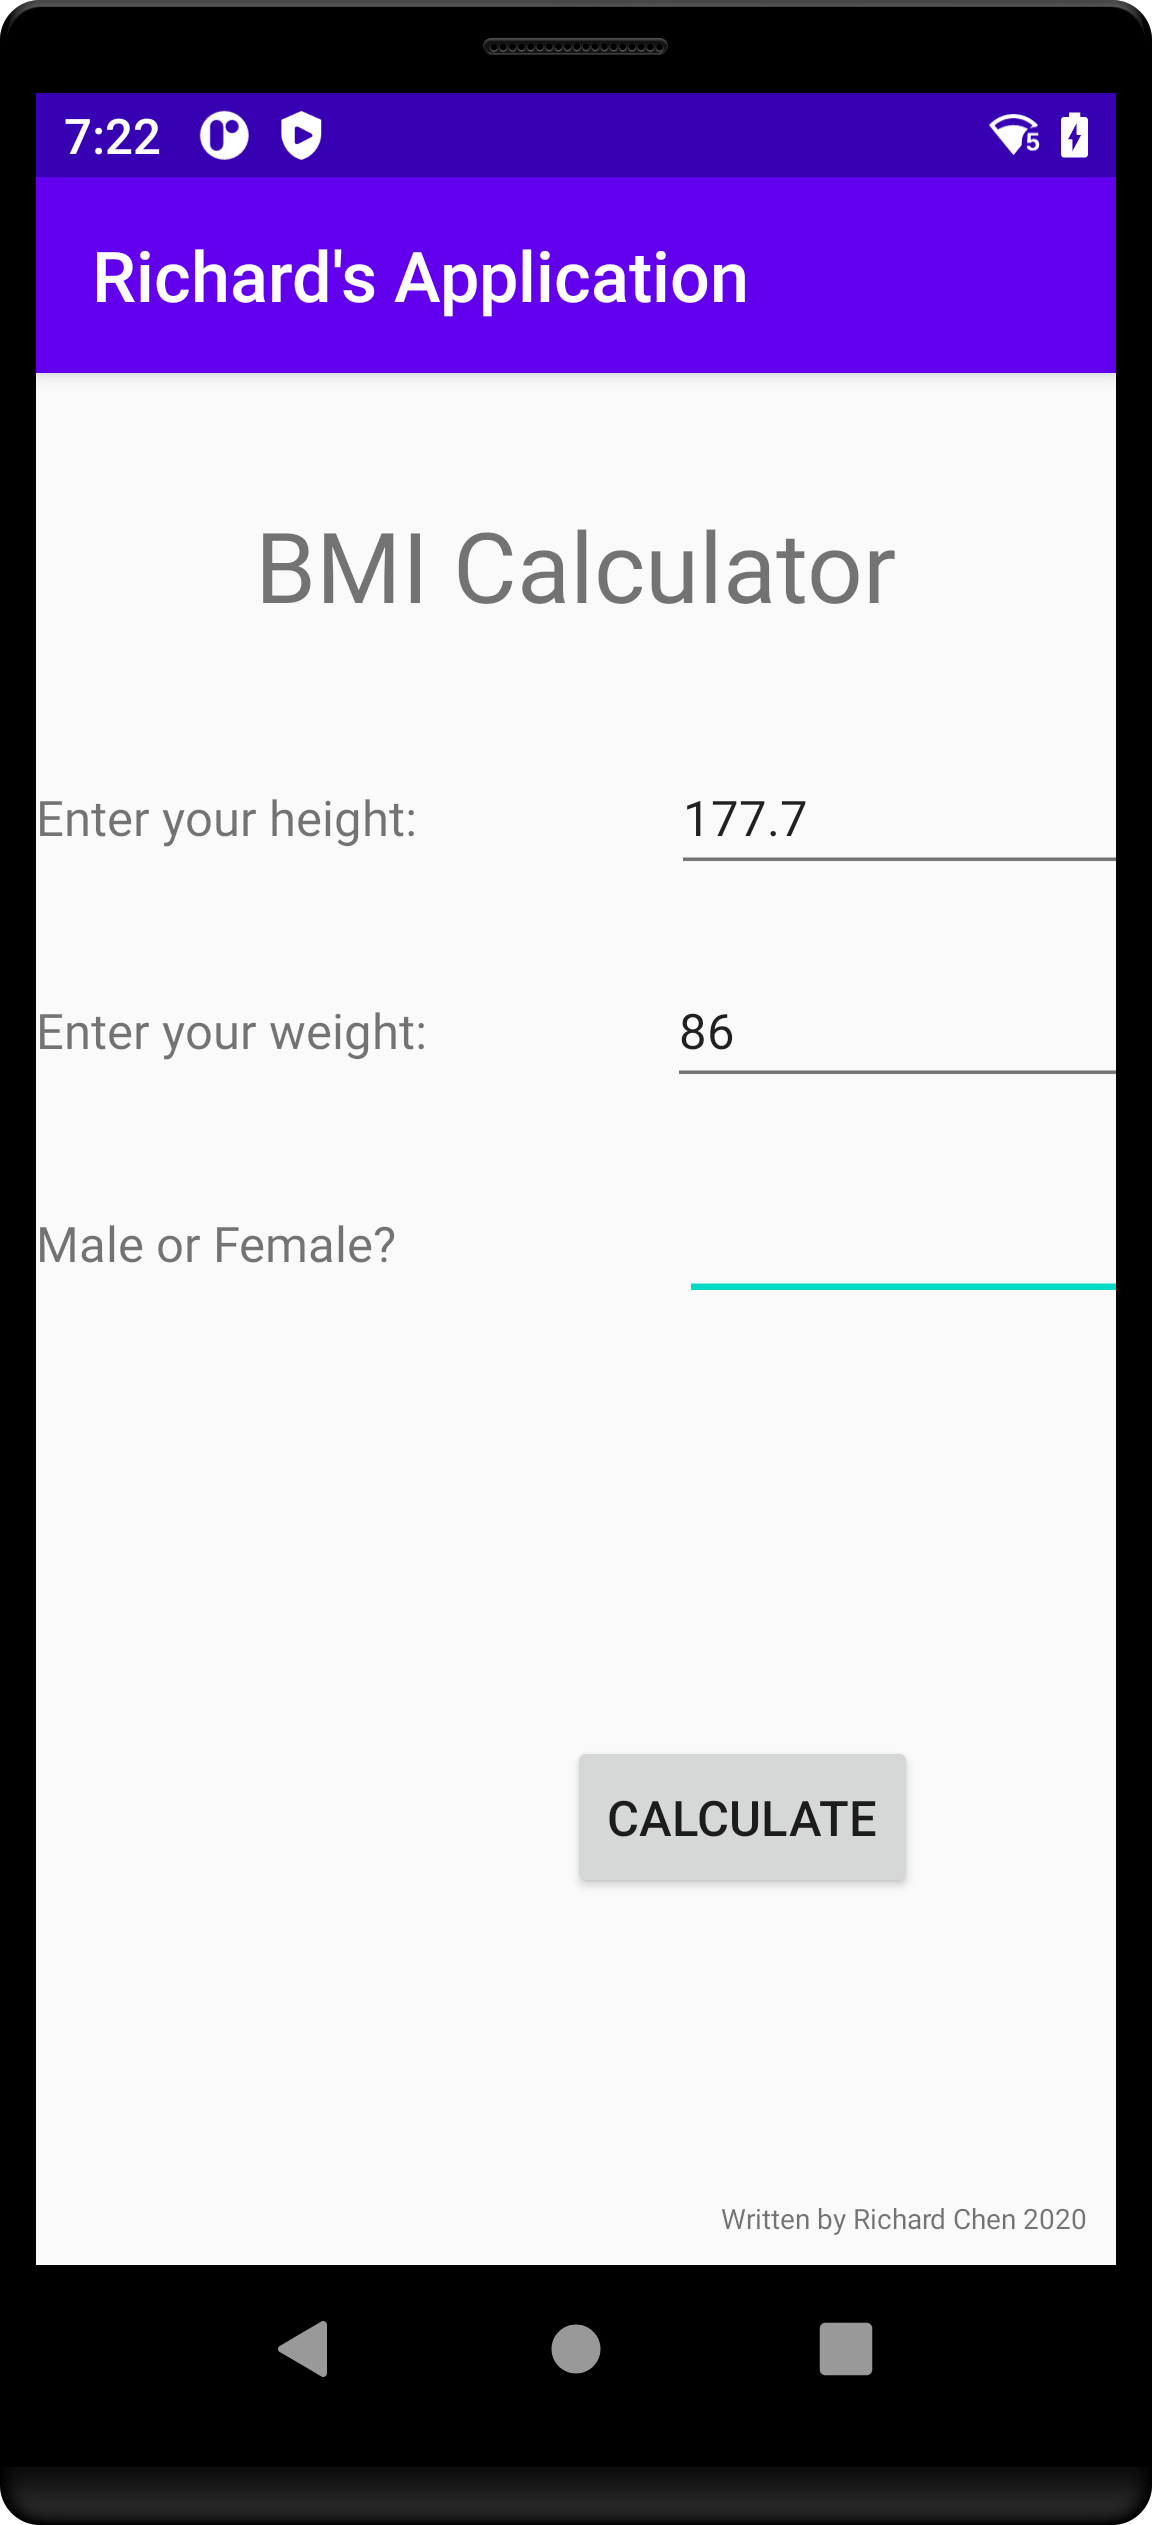 7:22
5
Richard's Application
BMI Calculator
Enter your height: 177.7
Enter your weight: 86
Male or Female?
CALCULATE
Written by Richard Chen 2020